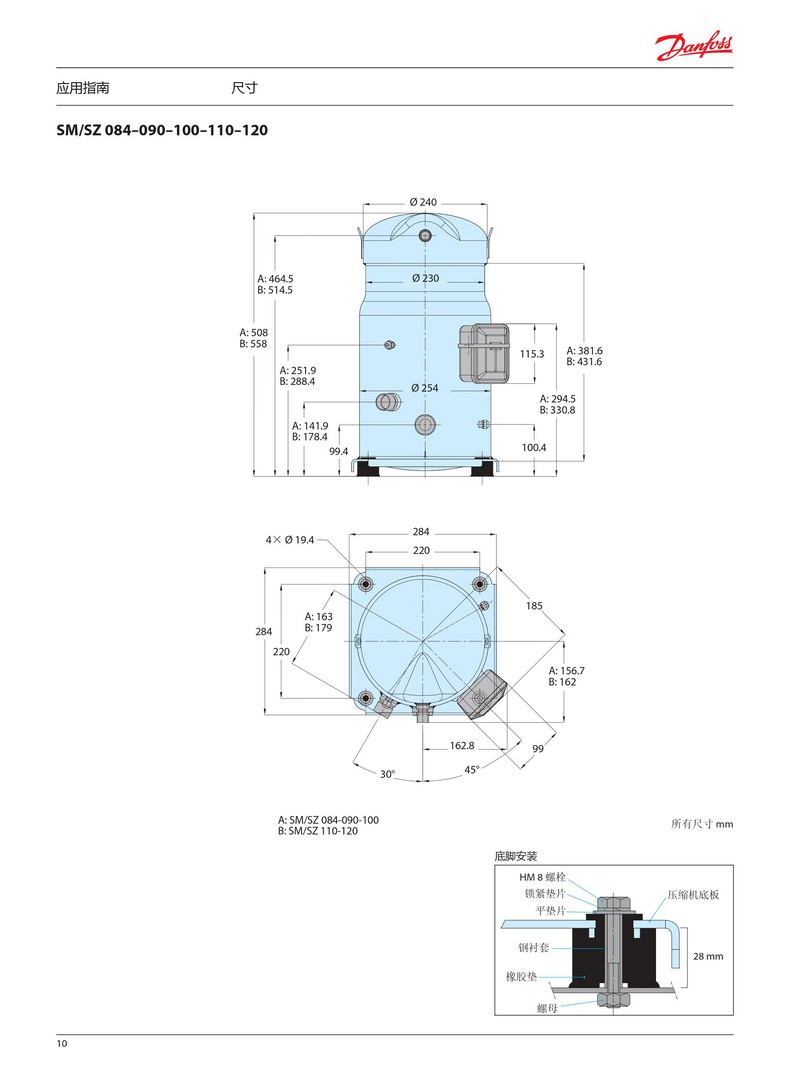 Danfoss
应用指南 尺寸
SM/SZ 084–090–100–110–120
Ø 240
A: 464.5
B: 514.5
Ø 230
A: 508
B: 558
115.3
A: 381.6
B: 431.6
A: 251.9
B: 288.4
Ø 254
A: 294.5
B: 330.8
A: 141.9
B: 178.4
99.4
100.4
284
4× Ø 19.4
220
185
A: 163
B: 179
284
220
A: 156.7
B: 162
162.8
99
30°
45°
A: SM/SZ 084-090-100
B: SM/SZ 110-120
所有尺寸 mm
底脚安装
HM 8 螺栓
锁紧垫片
压缩机底板
平垫片
钢衬套
28 mm
橡胶垫
螺母
10